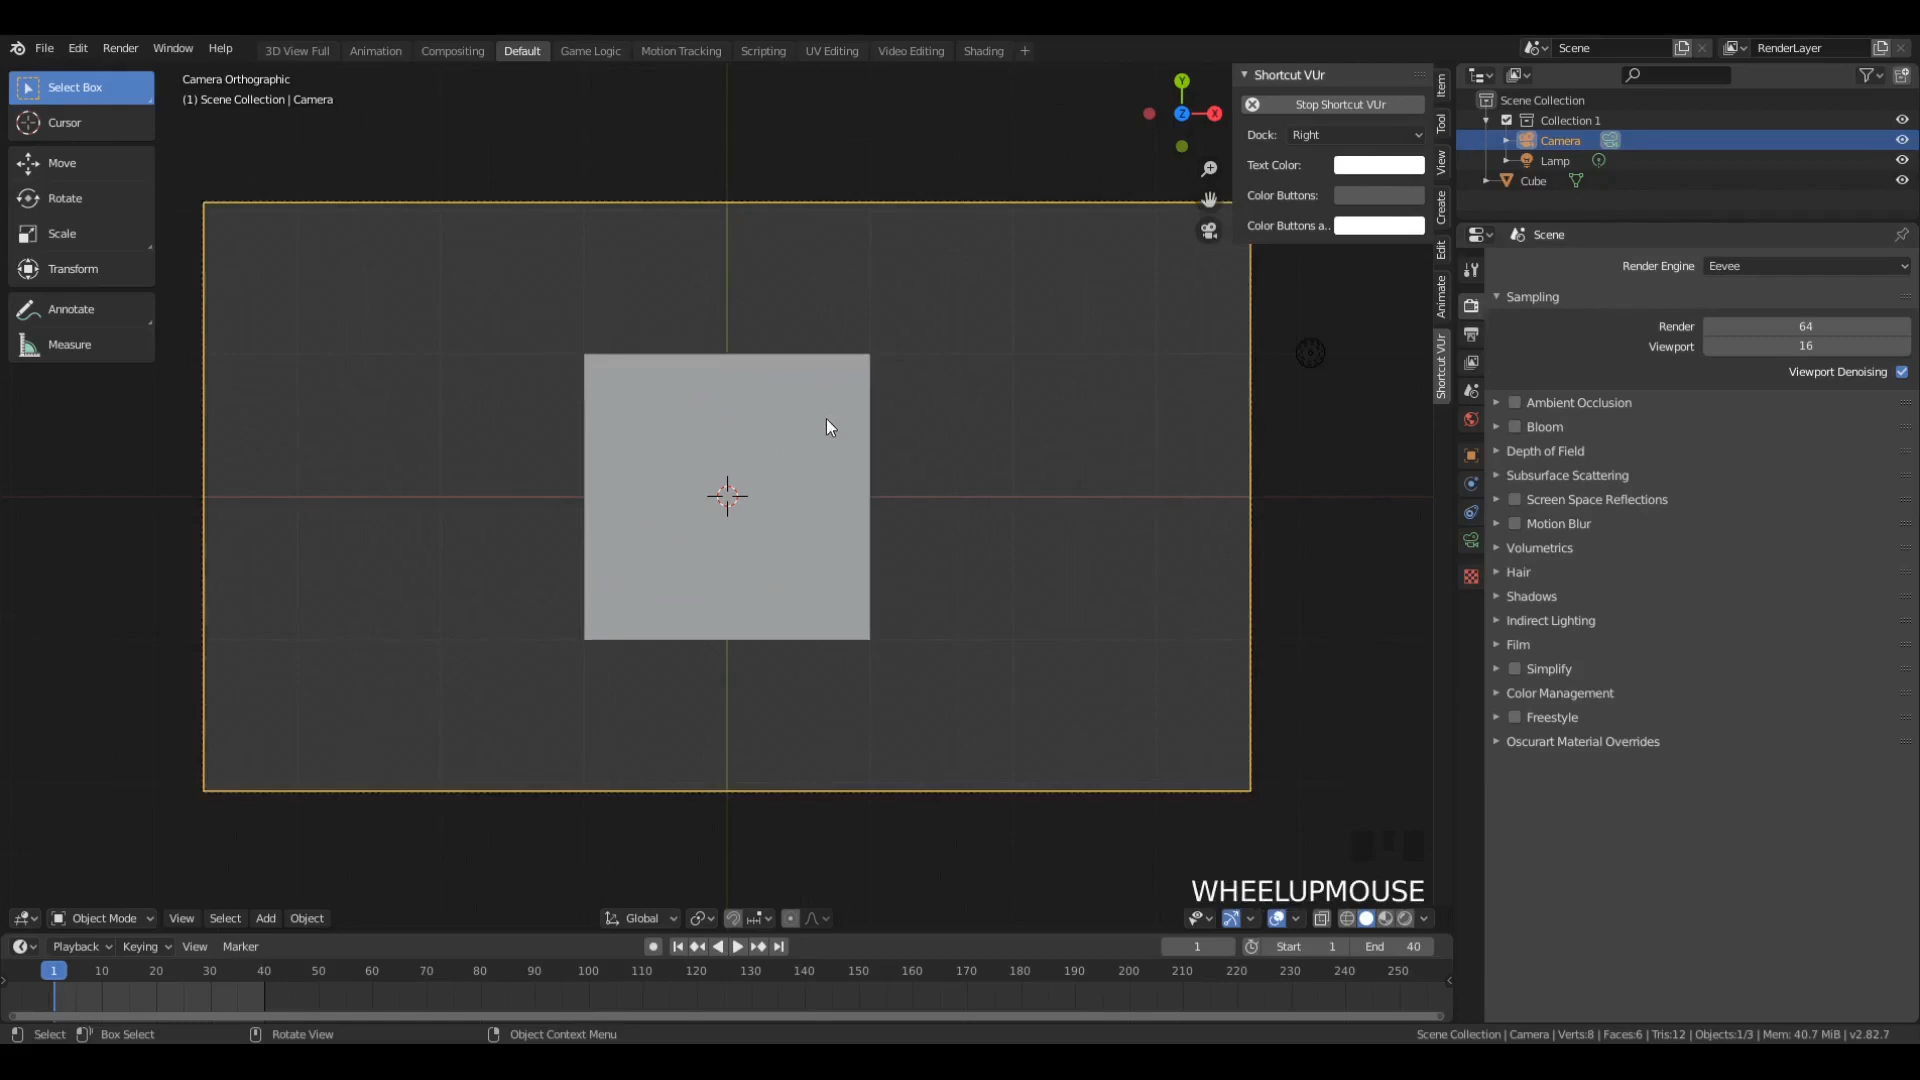 File Edit Render Window Help
3D View Full Animation Compositing Default Game Logic Motion Tracking Scripting UV Editing Video Editing Shading +
Scene
RenderLayer
Select Box
Cursor
Move
Rotate
Scale
Transform
Annotate
Measure
Camera Orthographic
(1) Scene Collection | Camera
Y
Z
X
Shortcut VUr
Stop Shortcut VUr
Dock: Right
Text Color:
Color Buttons:
Color Buttons a..
Item
Tool
View
Create
Edit
Animate
Shortcut VUr
Scene Collection
Collection 1
Camera
Lamp
Cube
Scene
Render Engine Eevee
Sampling
Render 64
Viewport 16
Viewport Denoising
Ambient Occlusion
Bloom
Depth of Field
Subsurface Scattering
Screen Space Reflections
Motion Blur
Volumetrics
Hair
Shadows
Indirect Lighting
Film
Simplify
Color Management
Freestyle
Oscurart Material Overrides
WHEELUPMOUSE
Object Mode View Select Add Object
Global
Playback Keying View Marker
1 Start 1 End 40
1 10 20 30 40 50 60 70 80 90 100 110 120 130 140 150 160 170 180 190 200 210 220 230 240 250
Select Box Select Rotate View Object Context Menu
Scene Collection | Camera | Verts:8 | Faces:6 | Tris:12 | Objects:1/3 | Mem: 40.7 MiB | v2.82.7